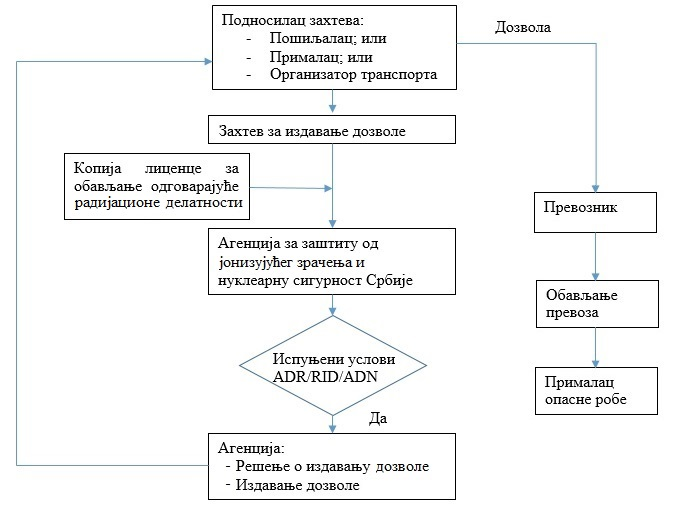 Подносилац захтева:
- Пошиљалац; или
- Прималац; или
- Организатор транспорта
Дозвола
Захтев за издавање дозволе
Копија лиценце за
обављање одговарајуће
радијационе делатности
Агенција за заштиту од
јонизујућег зрачења и
нуклеарну сигурност Србије
Испуњени услови
ADR/RID/ADN
Да
Агенција:
- Решење о издавању дозволе
- Издавање дозволе
Превозник
Обављање
превоза
Прималац
опасне робе